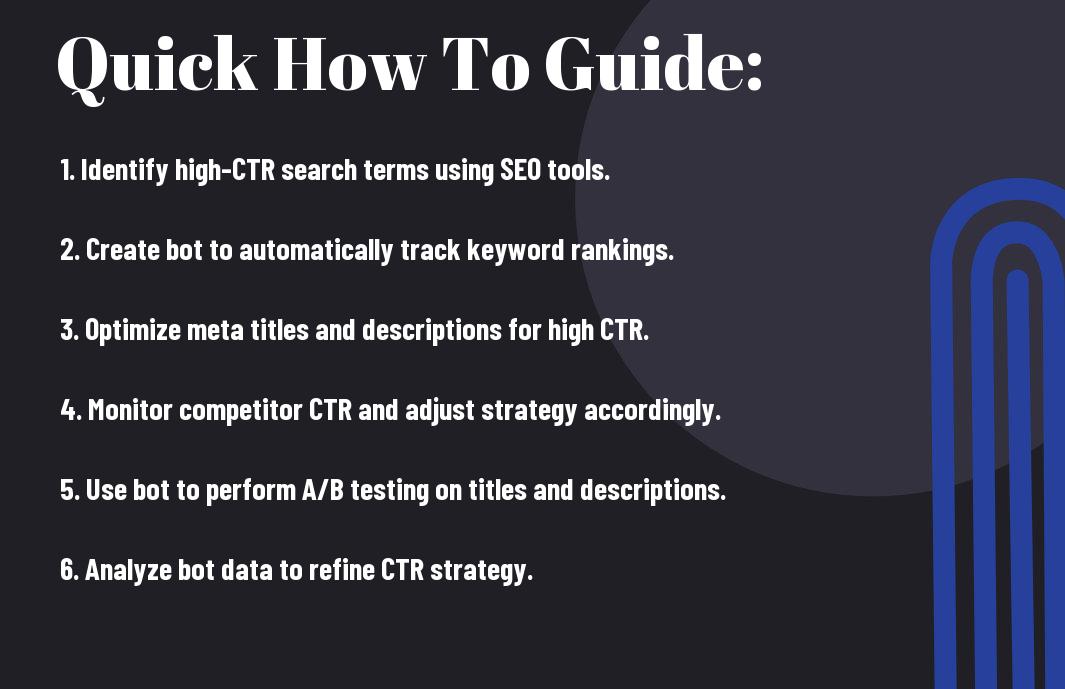 Quick How To Guide:
1. Identify high-CTR search terms using SEO tools.
2. Create bot to automatically track keyword rankings.
3. Optimize meta titles and descriptions for high CTR.
4. Monitor competitor CTR and adjust strategy accordingly.
5. Use bot to perform A/B testing on titles and descriptions.
6. Analyze bot data to refine CTR strategy.